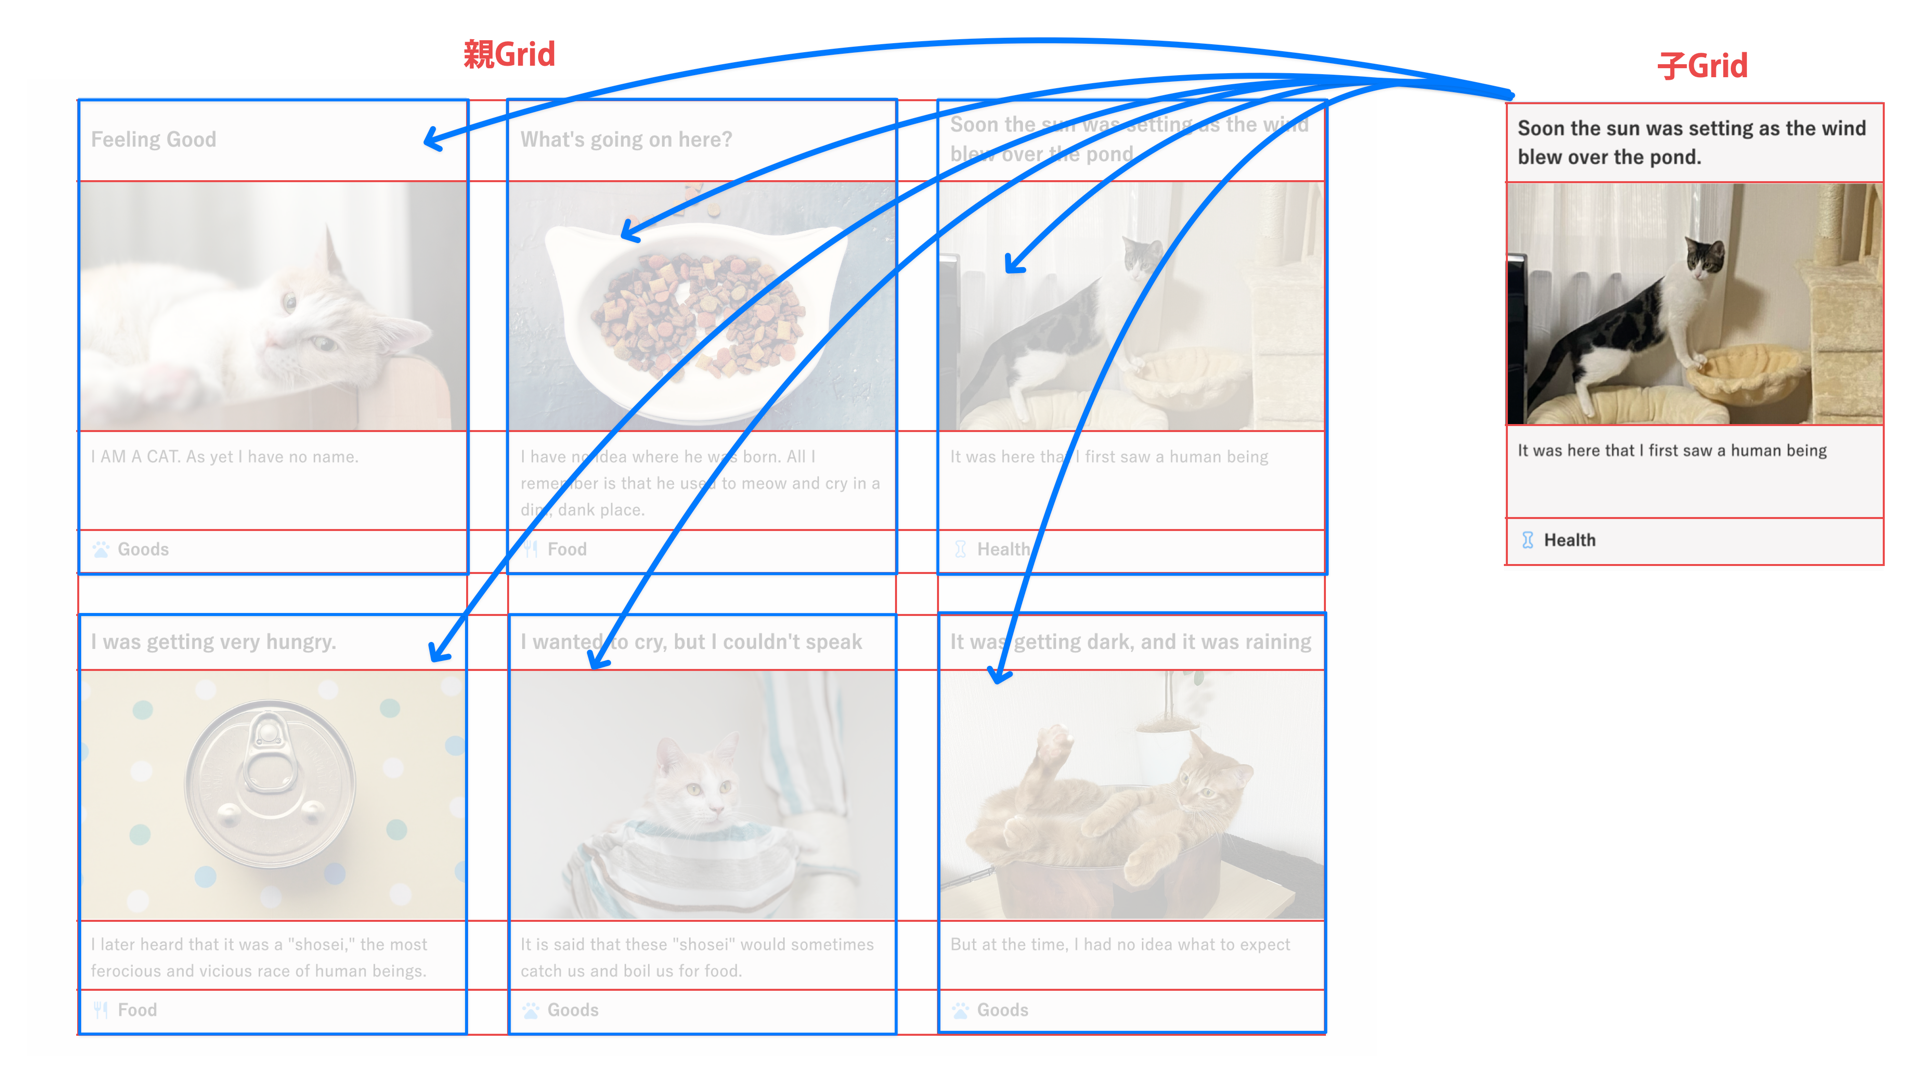 親Grid
子Grid
Feeling Good
What's going on here?
Soon the sun was setting as the wind
blew over the pond.
I AM A CAT. As yet I have no name.
I have no idea where he was born. All I
remember is that he used to meow and cry in a
dim, dank place.
It was here that I first saw a human being
Goods
Food
Health
I was getting very hungry.
I wanted to cry, but I couldn't speak
It was getting dark, and it was raining
I later heard that it was a "shosei," the most
ferocious and vicious race of human beings.
It is said that these "shosei" would sometimes
catch us and boil us for food.
But at the time, I had no idea what to expect
Food
Goods
Goods
Soon the sun was setting as the wind
blew over the pond.
It was here that I first saw a human being
Health